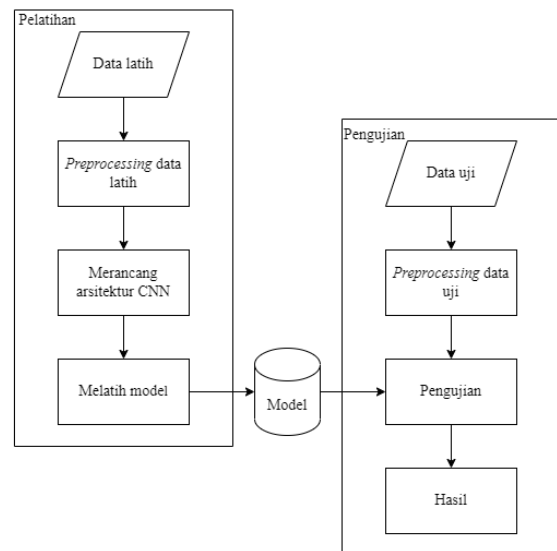 Pelatihan
Data latih
Preprocessing data
latih
Merancang
arsitektur CNN
Melatih model
Model
Pengujian
Data uji
Preprocessing data
uji
Pengujian
Hasil